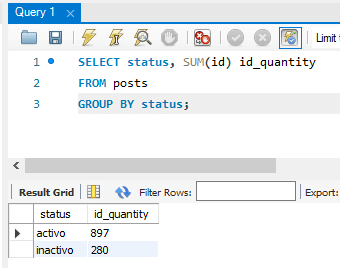 Query 1
Limit
1 SELECT status, SUM(id) id_quantity
2 FROM posts
3 GROUP BY status;
Result Grid Filter Rows: Export:
status id_quantity
activo 897
inactivo 280